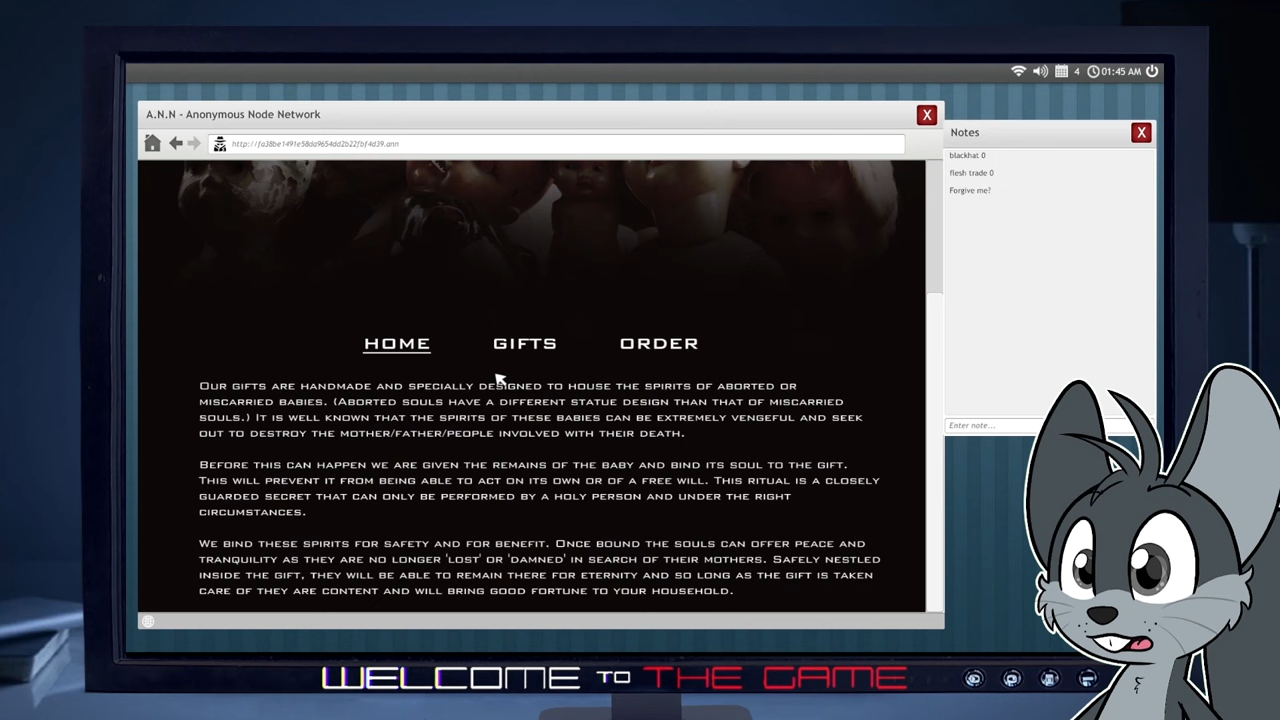 4 01:45 AM
A.N.N - Anonymous Node Network
http://fa38be1491e58da9654dd2b22fbf4d39.ann
Notes
blackhat 0
flesh trade 0
Forgive me?
Enter note...
HOME GIFTS ORDER
OUR GIFTS ARE HANDMADE AND SPECIALLY DESIGNED TO HOUSE THE SPIRITS OF ABORTED OR
MISCARRIED BABIES. (ABORTED SOULS HAVE A DIFFERENT STATUE DESIGN THAN THAT OF MISCARRIED
SOULS.) IT IS WELL KNOWN THAT THE SPIRITS OF THESE BABIES CAN BE EXTREMELY VENGEFUL AND SEEK
OUT TO DESTROY THE MOTHER/FATHER/PEOPLE INVOLVED WITH THEIR DEATH.
BEFORE THIS CAN HAPPEN WE ARE GIVEN THE REMAINS OF THE BABY AND BIND ITS SOUL TO THE GIFT.
THIS WILL PREVENT IT FROM BEING ABLE TO ACT ON ITS OWN OR OF A FREE WILL. THIS RITUAL IS A CLOSELY
GUARDED SECRET THAT CAN ONLY BE PERFORMED BY A HOLY PERSON AND UNDER THE RIGHT
CIRCUMSTANCES.
WE BIND THESE SPIRITS FOR SAFETY AND FOR BENEFIT. ONCE BOUND THE SOULS CAN OFFER PEACE AND
TRANQUILITY AS THEY ARE NO LONGER 'LOST' OR 'DAMNED' IN SEARCH OF THEIR MOTHERS. SAFELY NESTLED
INSIDE THE GIFT, THEY WILL BE ABLE TO REMAIN THERE FOR ETERNITY AND SO LONG AS THE GIFT IS TAKEN
CARE OF THEY ARE CONTENT AND WILL BRING GOOD FORTUNE TO YOUR HOUSEHOLD.
WELCOME TO THE GAME